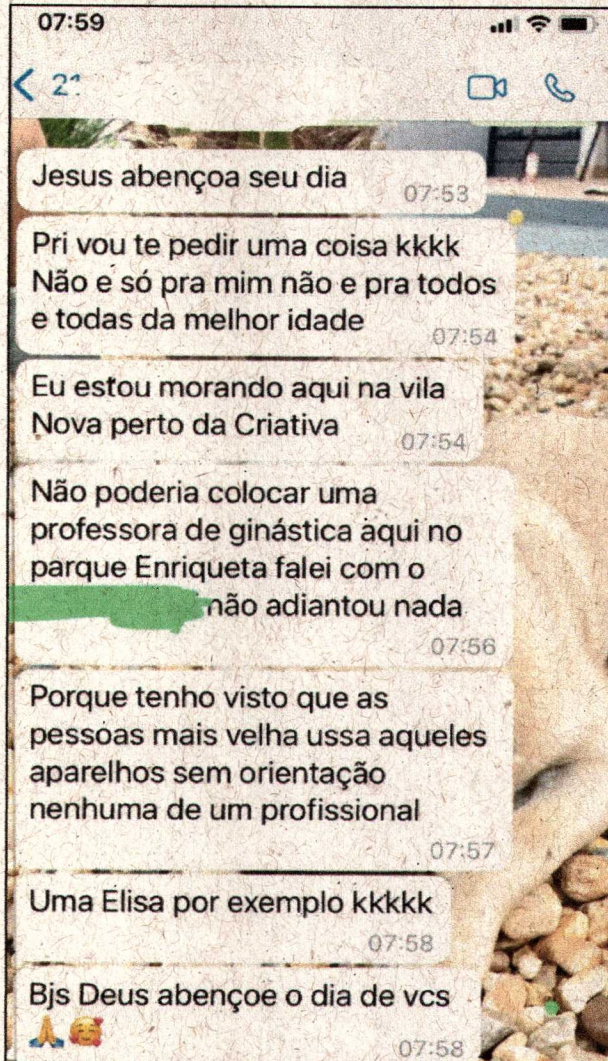 07:59
21
Jesus abençoa seu dia
07:53
Pri vou te pedir uma coisa kkkk
Não e só pra mim não e pra todos
e todas da melhor idade
07:54
Eu estou morando aqui na vila
Nova perto da Criativa
07:54
Não poderia colocar uma
professora de ginástica aqui no
parque Enriqueta falei com o
não adiantou nada
07:56
Porque tenho visto que as
pessoas mais velha ussa aqueles
aparelhos sem orientação
nenhuma de um profissional
07:57
Uma Elisa por exemplo kkkkk
07:58
Bjs Deus abençoe o dia de vcs
🙏🥰
07:58